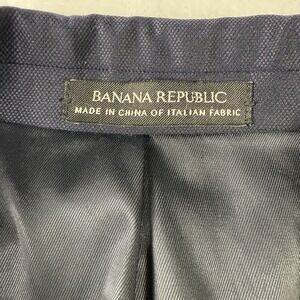 BANANA REPUBLIC
MADE IN CHINA OF ITALIAN FABRIC